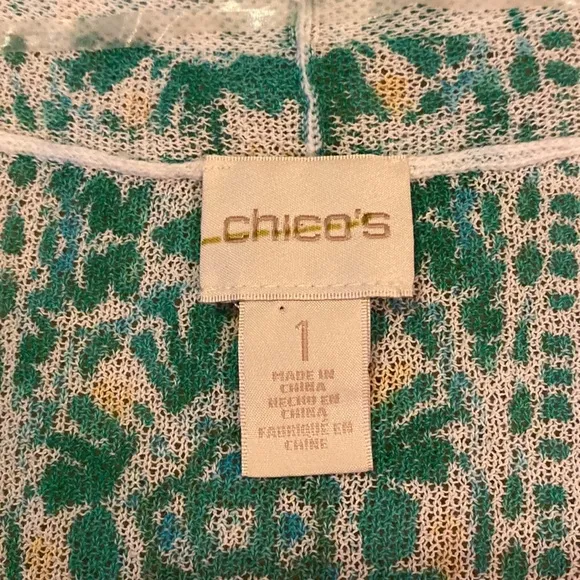 chico's
1
MADE IN
CHINA
HECHO EN
CHINA
FABRIQUÉ EN
CHINE